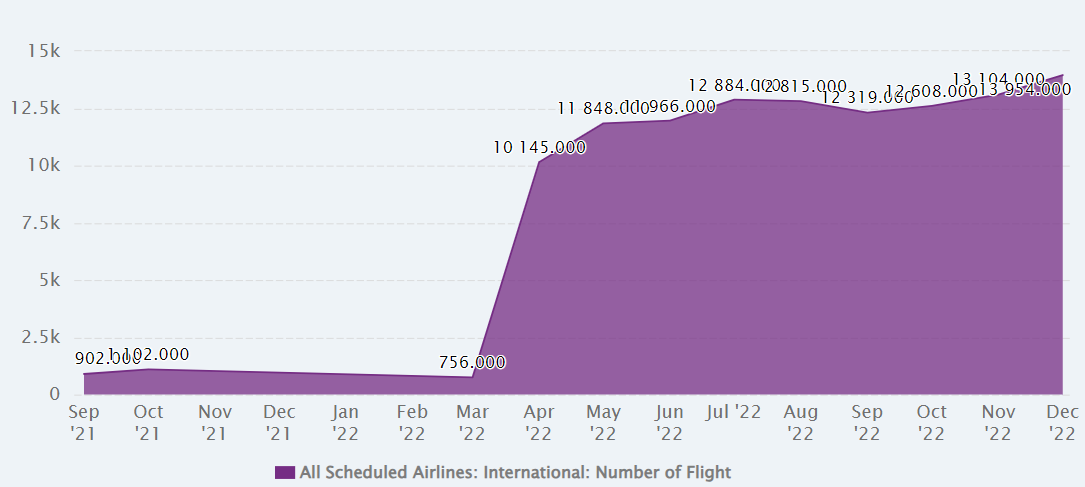 15k
12.5k
10k
7.5k
5k
2.5k
0
902.000
1 102.000
756.000
10 145.000
11 848.000
11 966.000
12 884.000
12 815.000
12 319.000
12 608.000
13 104.000
13 954.000
Sep '21
Oct '21
Nov '21
Dec '21
Jan '22
Feb '22
Mar '22
Apr '22
May '22
Jun '22
Jul '22
Aug '22
Sep '22
Oct '22
Nov '22
Dec '22
All Scheduled Airlines: International: Number of Flight